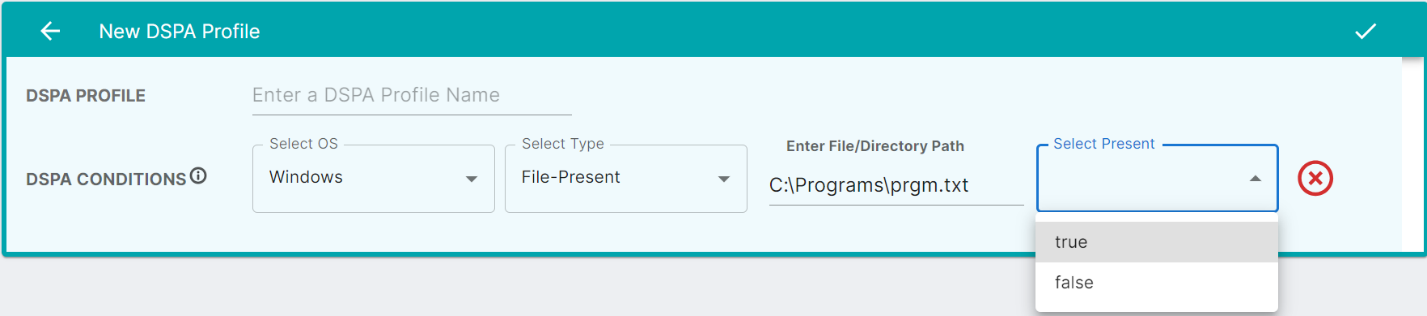 New DSPA Profile
DSPA PROFILE
Enter a DSPA Profile Name
DSPA CONDITIONS
Select OS
Windows
Select Type
File-Present
Enter File/Directory Path
C:\Programs\prgm.txt
Select Present
true
false